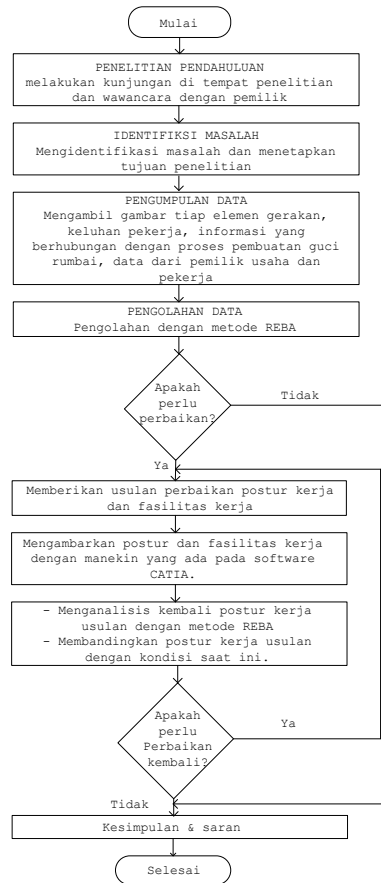 Mulai
PENELITIAN PENDAHULUAN
melakukan kunjungan di tempat penelitian
dan wawancara dengan pemilik
IDENTIFIKSI MASALAH
Mengidentifikasi masalah dan menetapkan
tujuan penelitian
PENGUMPULAN DATA
Mengambil gambar tiap elemen gerakan,
keluhan pekerja, informasi yang
berhubungan dengan proses pembuatan guci
rumbai, data dari pemilik usaha dan
pekerja
PENGOLAHAN DATA
Pengolahan dengan metode REBA
Apakah
perlu
perbaikan?
Tidak
Ya
Memberikan usulan perbaikan postur kerja
dan fasilitas kerja
Mengambarkan postur dan fasilitas kerja
dengan manekin yang ada pada software
CATIA.
- Menganalisis kembali postur kerja
usulan dengan metode REBA
- Membandingkan postur kerja usulan
dengan kondisi saat ini.
Apakah
perlu
Perbaikan
kembali?
Ya
Tidak
Kesimpulan & saran
Selesai